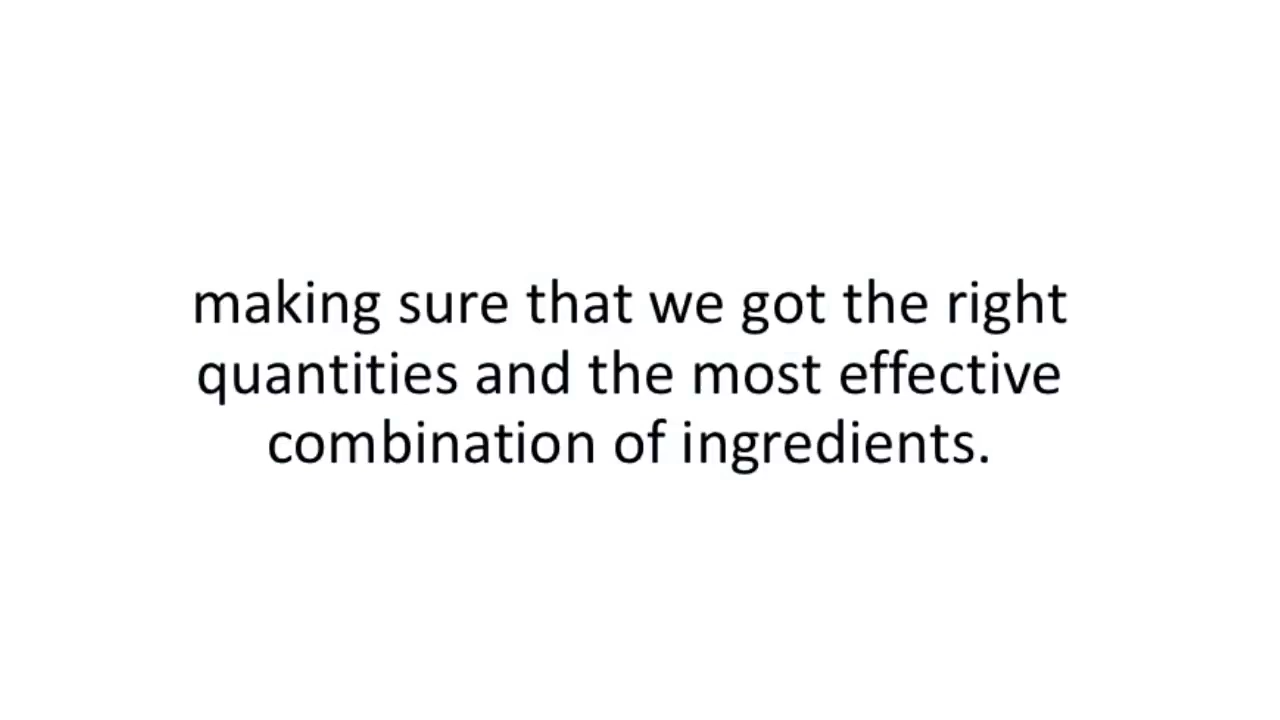 making sure that we got the right
quantities and the most effective
combination of ingredients.